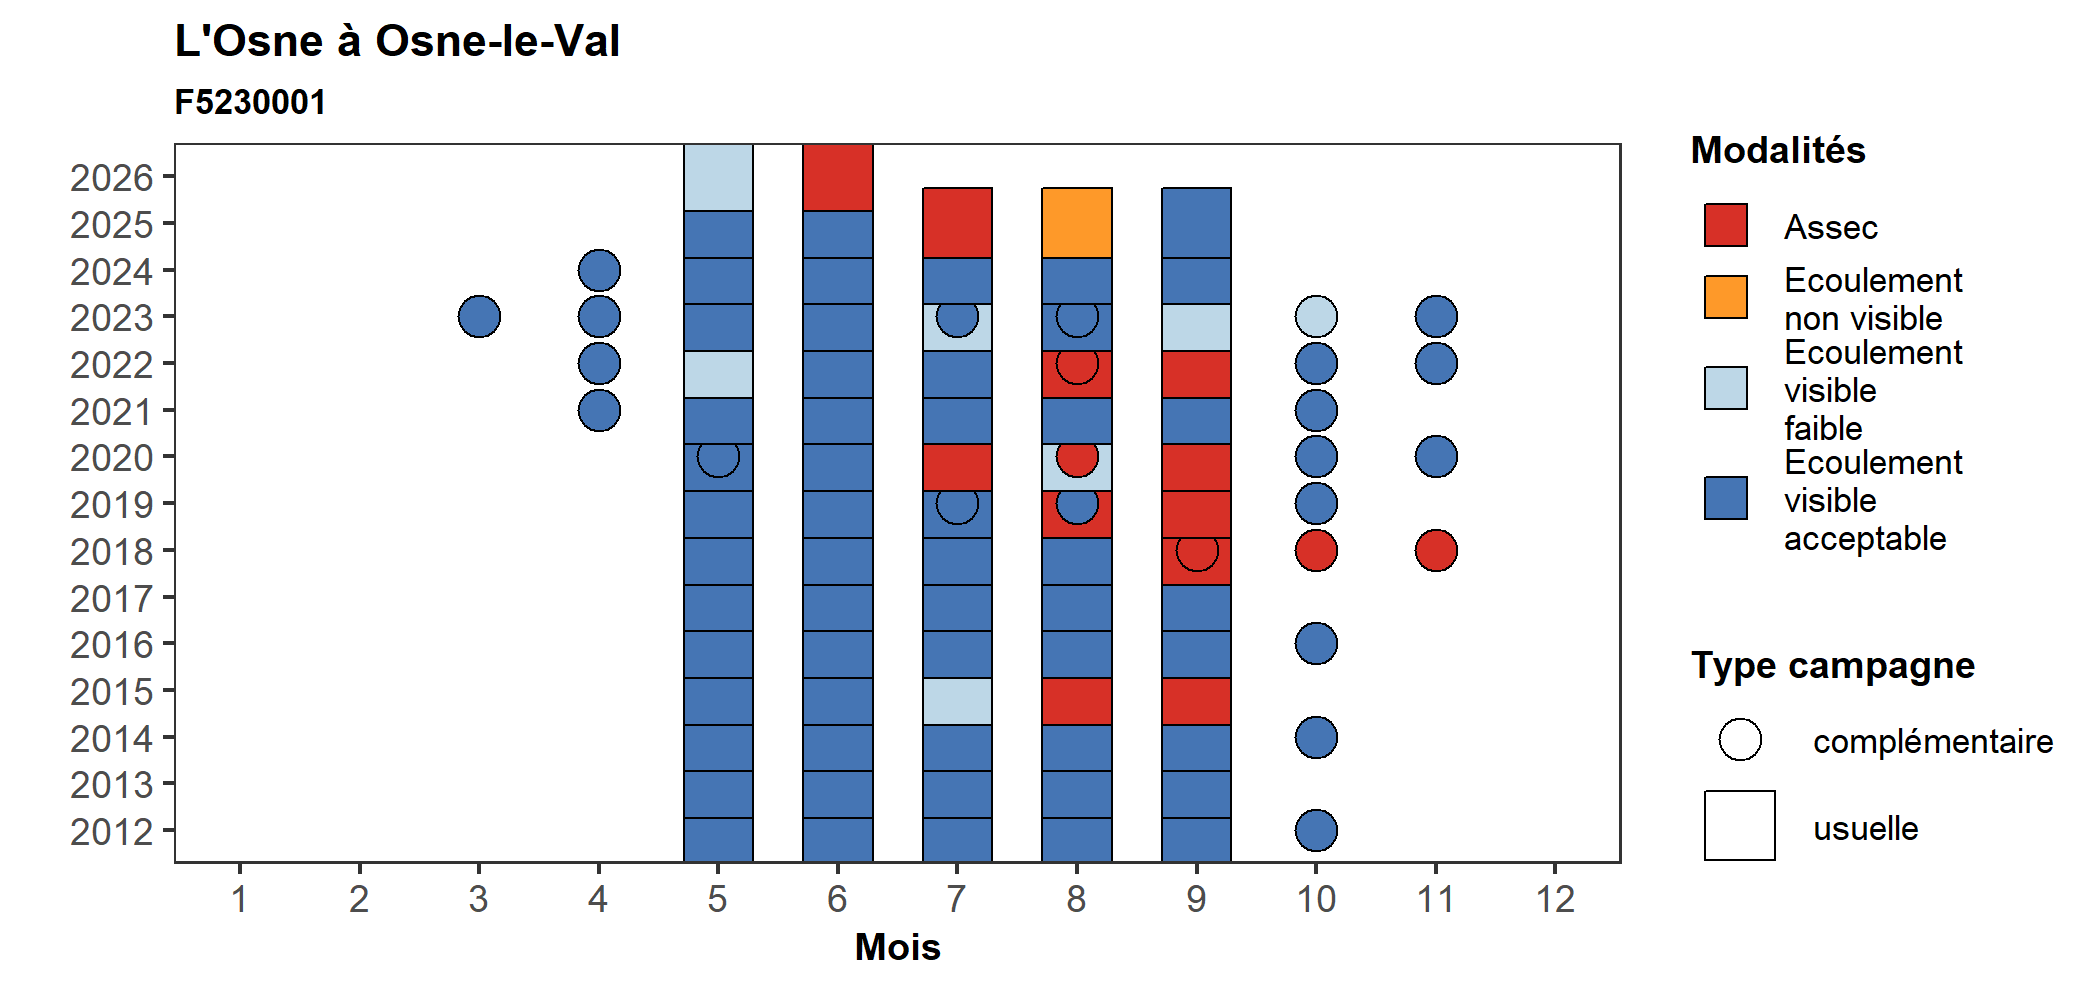 L'Osne à Osne-le-Val
F5230001
2026
2025
2024
2023
2022
2021
2020
2019
2018
2017
2016
2015
2014
2013
2012
1 2 3 4 5 6 7 8 9 10 11 12
Mois
Modalités
Assec
Ecoulement
non visible
Ecoulement
visible
faible
Ecoulement
visible
acceptable
Type campagne
complémentaire
usuelle